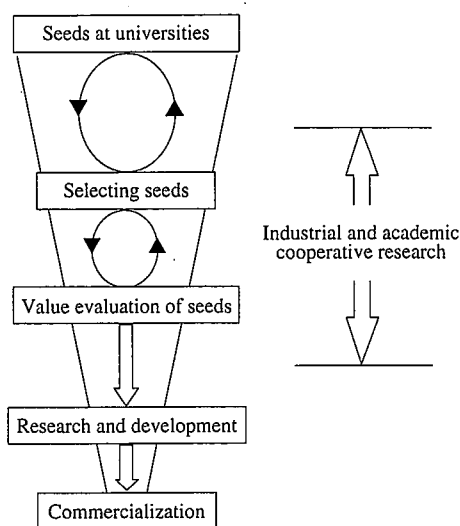 Seeds at universities
Selecting seeds
Industrial and academic
cooperative research
Value evaluation of seeds
Research and development
Commercialization